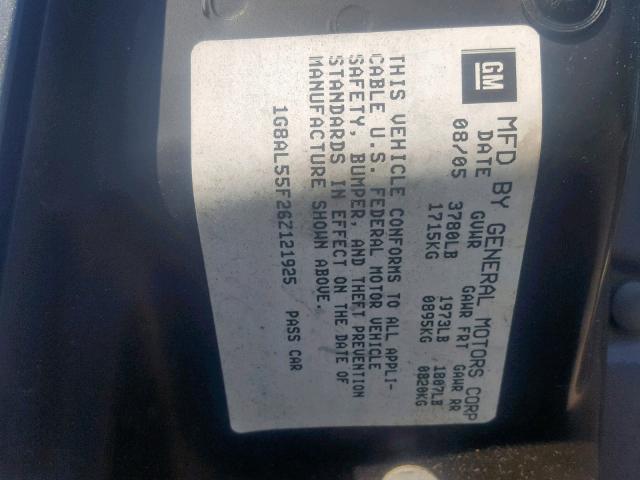 GM
MFD BY GENERAL MOTORS CORP
DATE GVWR GAWR FRT GAWR RR
08/05 3780LB 1973LB 1807LB
1715KG 0895KG 0820KG
THIS VEHICLE CONFORMS TO ALL APPLI-
CABLE U.S. FEDERAL MOTOR VEHICLE
SAFETY, BUMPER, AND THEFT PREVENTION
STANDARDS IN EFFECT ON THE DATE OF
MANUFACTURE SHOWN ABOVE.
1G8AL55F26Z121925 PASS CAR